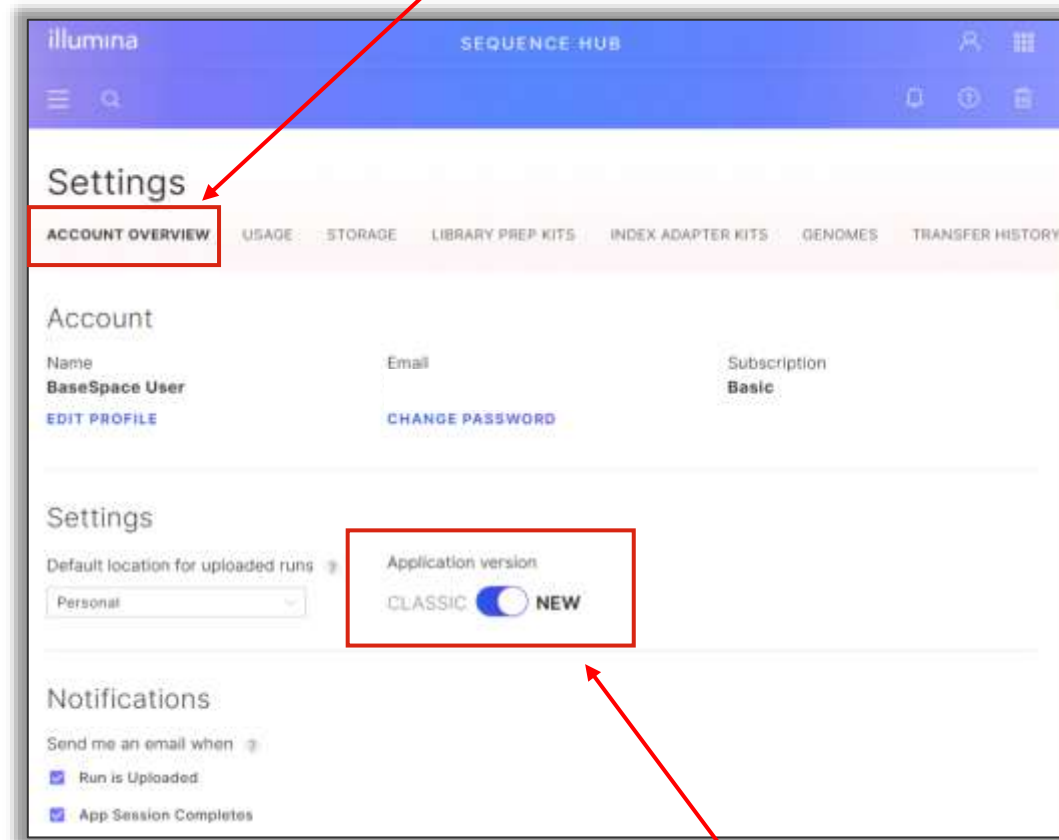 illumina SEQUENCE HUB
Settings
ACCOUNT OVERVIEW USAGE STORAGE LIBRARY PREP KITS INDEX ADAPTER KITS GENOMES TRANSFER HISTORY
Account
Name Email Subscription
BaseSpace User Basic
EDIT PROFILE CHANGE PASSWORD
Settings
Default location for uploaded runs ? Application version
Personal CLASSIC NEW
Notifications
Send me an email when ?
Run is Uploaded
App Session Completes